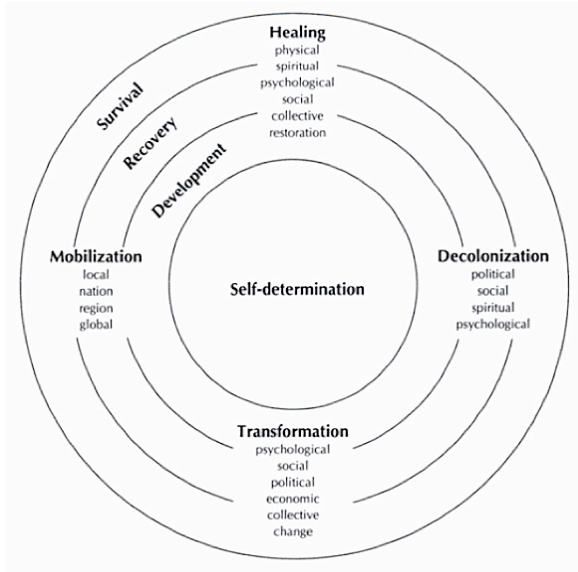 Healing
physical
spiritual
psychological
social
collective
restoration
Survival
Recovery
Development
Mobilization
local
nation
region
global
Self-determination
Decolonization
political
social
spiritual
psychological
Transformation
psychological
social
political
economic
collective
change